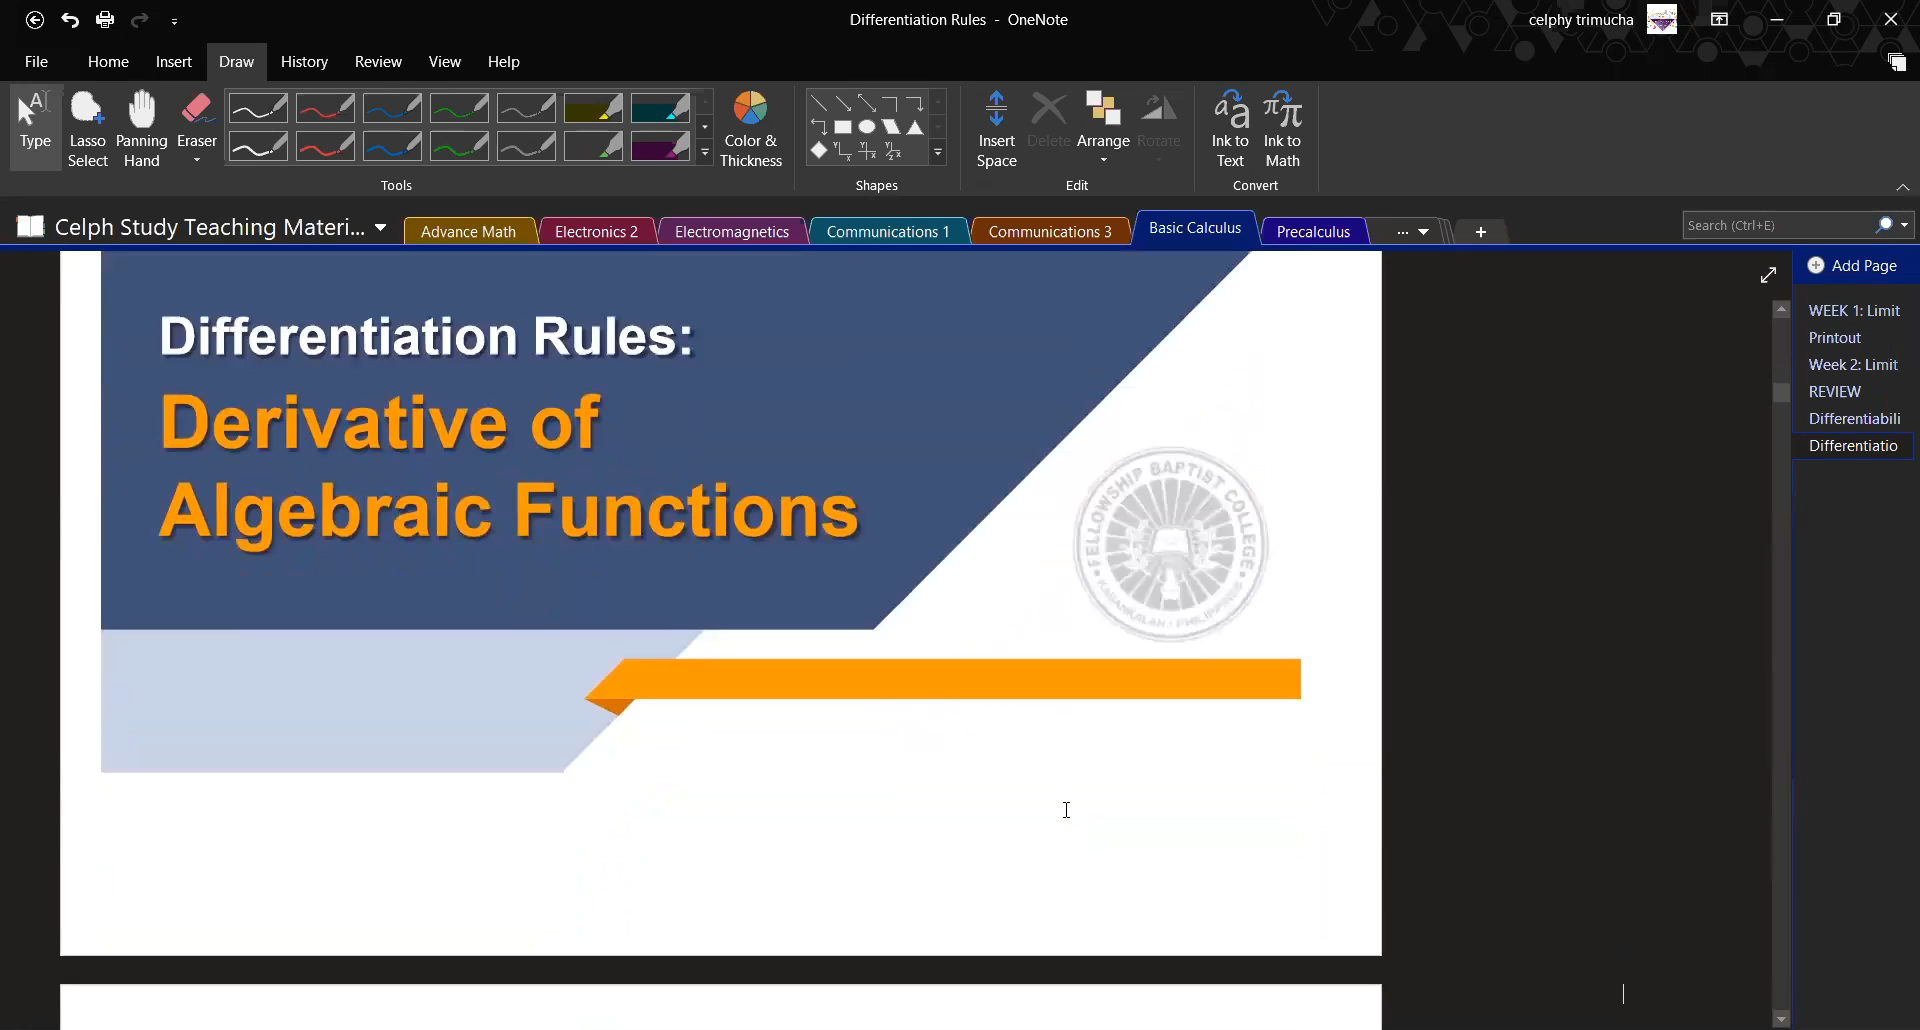 Differentiation Rules - OneNote
celphy trimucha
File Home Insert Draw History Review View Help
Type
Lasso Select
Panning Hand
Eraser
Color & Thickness
Insert Space
Delete
Arrange
Rotate
Ink to Text
Ink to Math
Tools
Shapes
Edit
Convert
Celph Study Teaching Materi...
Advance Math
Electronics 2
Electromagnetics
Communications 1
Communications 3
Basic Calculus
Precalculus
...
Search (Ctrl+E)
Add Page
WEEK 1: Limit
Printout
Week 2: Limit
REVIEW
Differentiabili
Differentiatio
Differentiation Rules:
Derivative of
Algebraic Functions
FELLOWSHIP BAPTIST COLLEGE
KABANKALAN PHILIPPINES